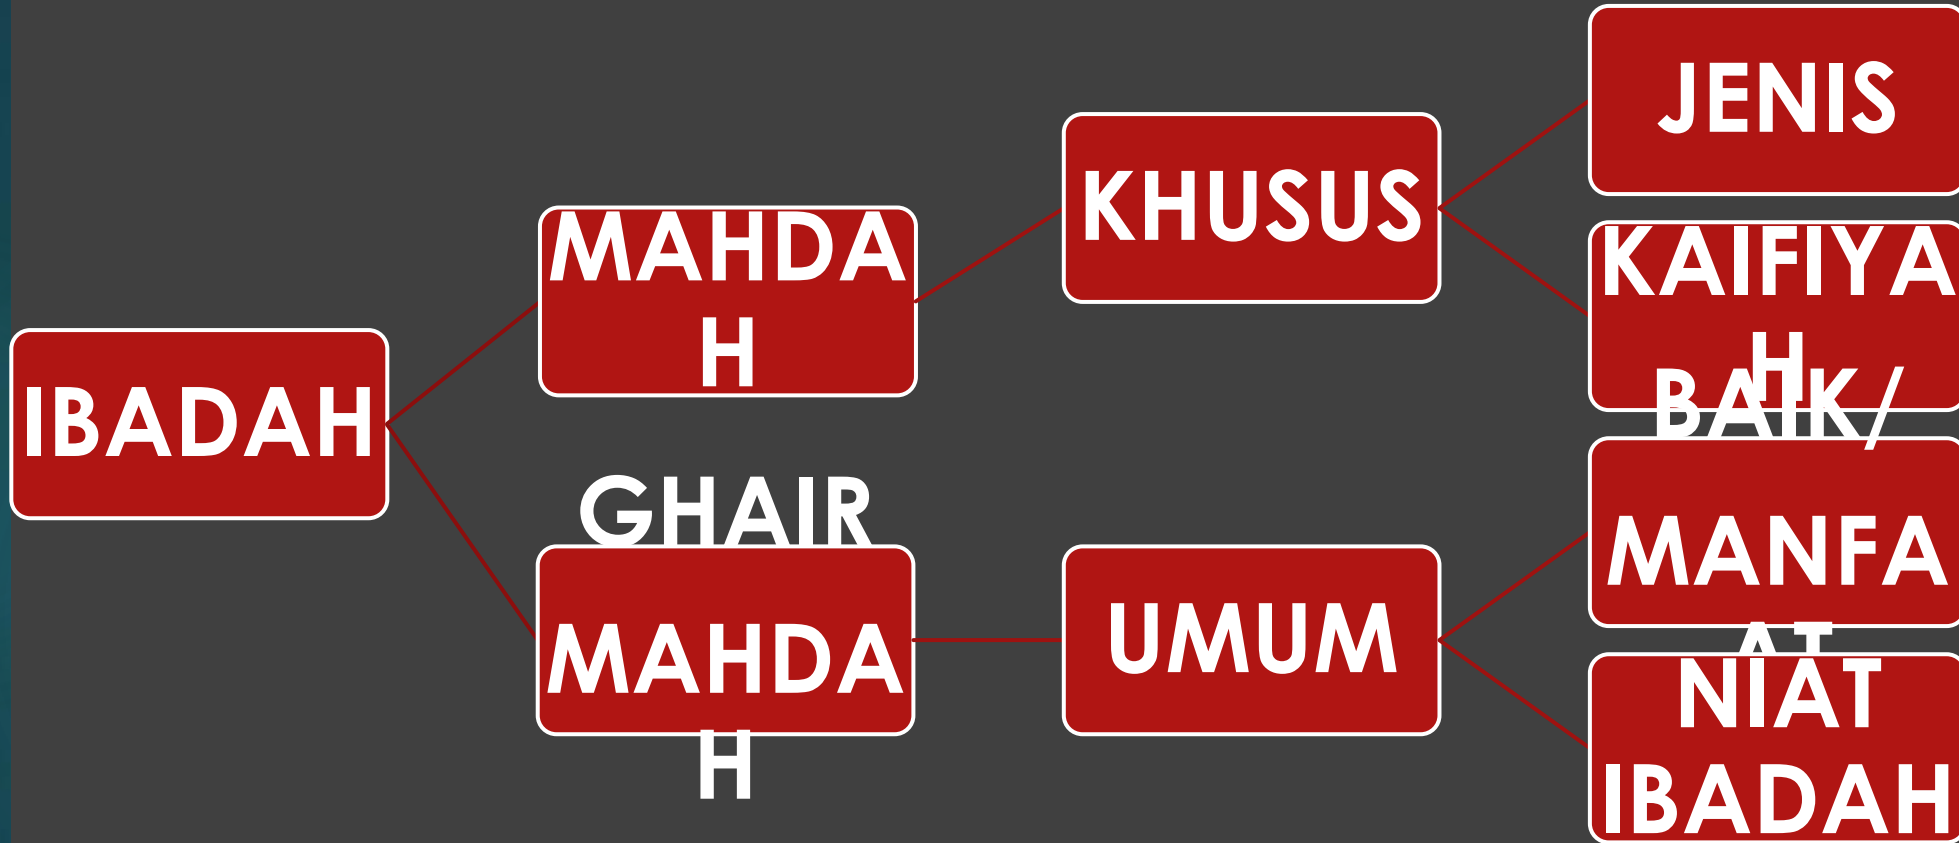 IBADAH
MAHDA
H
GHAIR
MAHDA
H
KHUSUS
UMUM
JENIS
KAIFIYA
H
BAIK/
MANFA
AT
NIAT
IBADAH